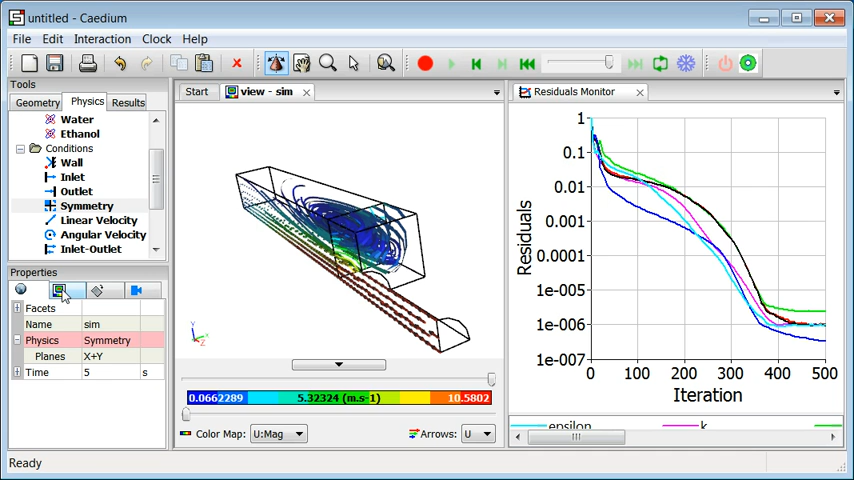 untitled - Caedium
File Edit Interaction Clock Help
Tools
Geometry Physics Results
Water
Ethanol
Conditions
Wall
Inlet
Outlet
Symmetry
Linear Velocity
Angular Velocity
Inlet-Outlet
Properties
Facets
Name sim
Physics Symmetry
Planes X+Y
Time 5 s
Start view - sim
Y
X
Z
0.0662289 5.32324 (m.s-1) 10.5802
Color Map: U:Mag Arrows: U
Residuals Monitor
Residuals
1
0.1
0.01
0.001
0.0001
1e-005
1e-006
1e-007
0 100 200 300 400 500
Iteration
epsilon k
Ready